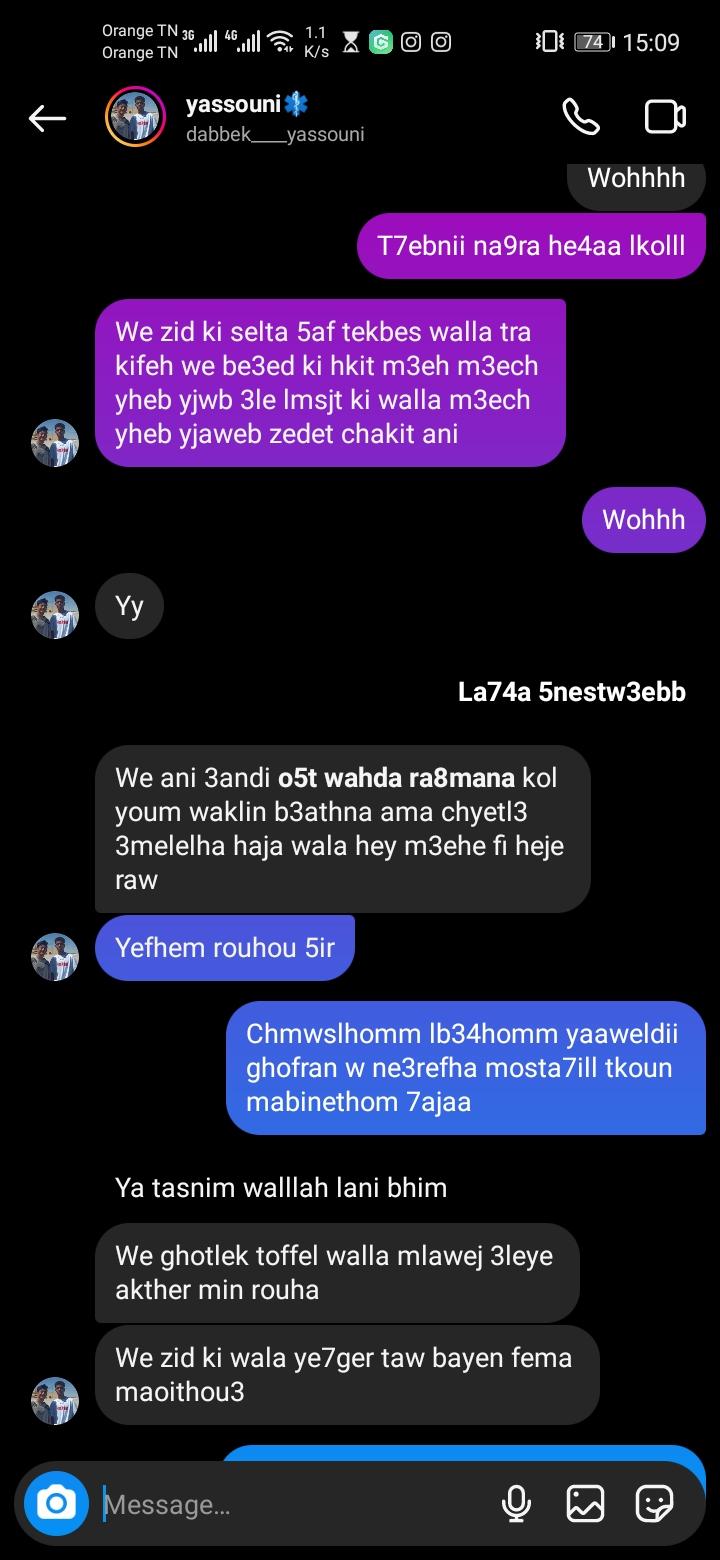 Orange TN 3G 4G 1.1 74 15:09
Orange TN K/s
yassouni
dabbek____yassouni
Wohhhh
T7ebnii na9ra he4aa lkolll
We zid ki selta 5af tekbes walla tra
kifeh we be3ed ki hkit m3eh m3ech
yheb yjwb 3le lmsjt ki walla m3ech
yheb yjaweb zedet chakit ani
Wohhh
Yy
La74a 5nestw3ebb
We ani 3andi o5t wahda ra8mana kol
youm waklin b3athna ama chyetl3
3melelha haja wala hey m3ehe fi heje
raw
Yefhem rouhou 5ir
Chmwslhomm lb34homm yaaweldii
ghofran w ne3refha mosta7ill tkoun
mabinethom 7ajaa
Ya tasnim walllah lani bhim
We ghotlek toffel walla mlawej 3leye
akther min rouha
We zid ki wala ye7ger taw bayen fema
maoithou3
Message...